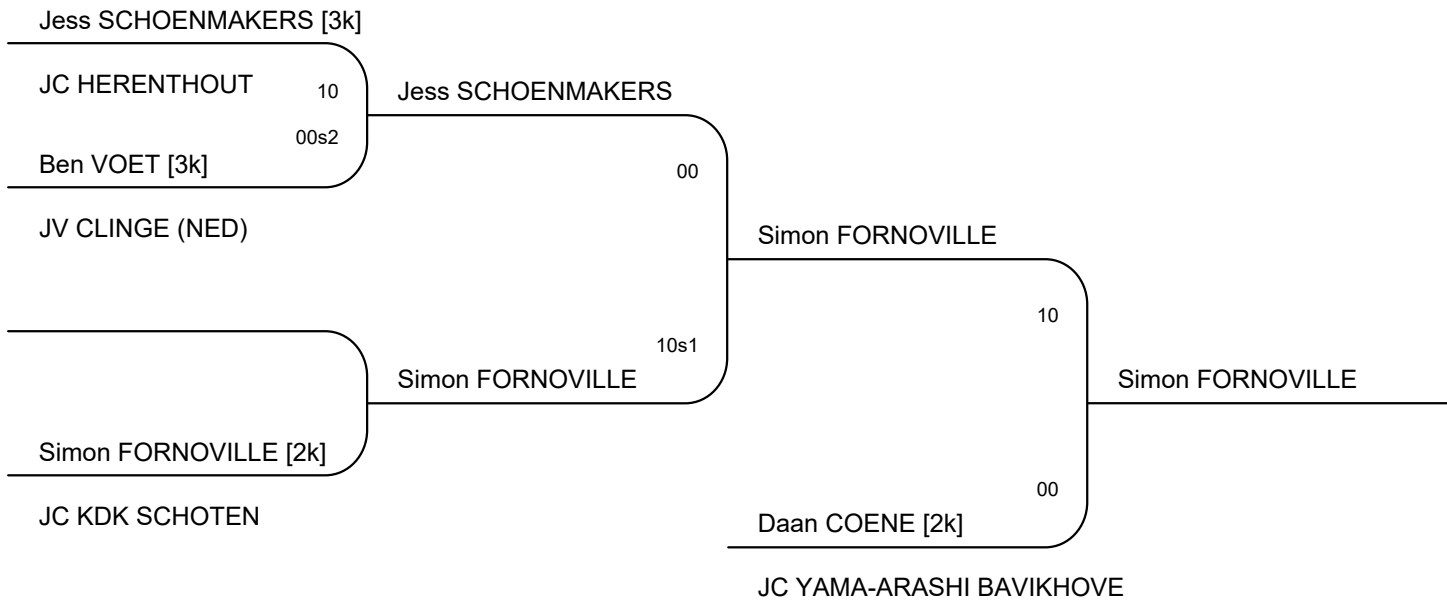 Jess SCHOENMAKERS [3k]
JC HERENTHOUT
10
00s2
Ben VOET [3k]
JV CLINGE (NED)
Simon FORNOVILLE [2k]
JC KDK SCHOTEN
Jess SCHOENMAKERS
00
10s1
Simon FORNOVILLE
Simon FORNOVILLE
10
00
Daan COENE [2k]
JC YAMA-ARASHI BAVIKHOVE
Simon FORNOVILLE